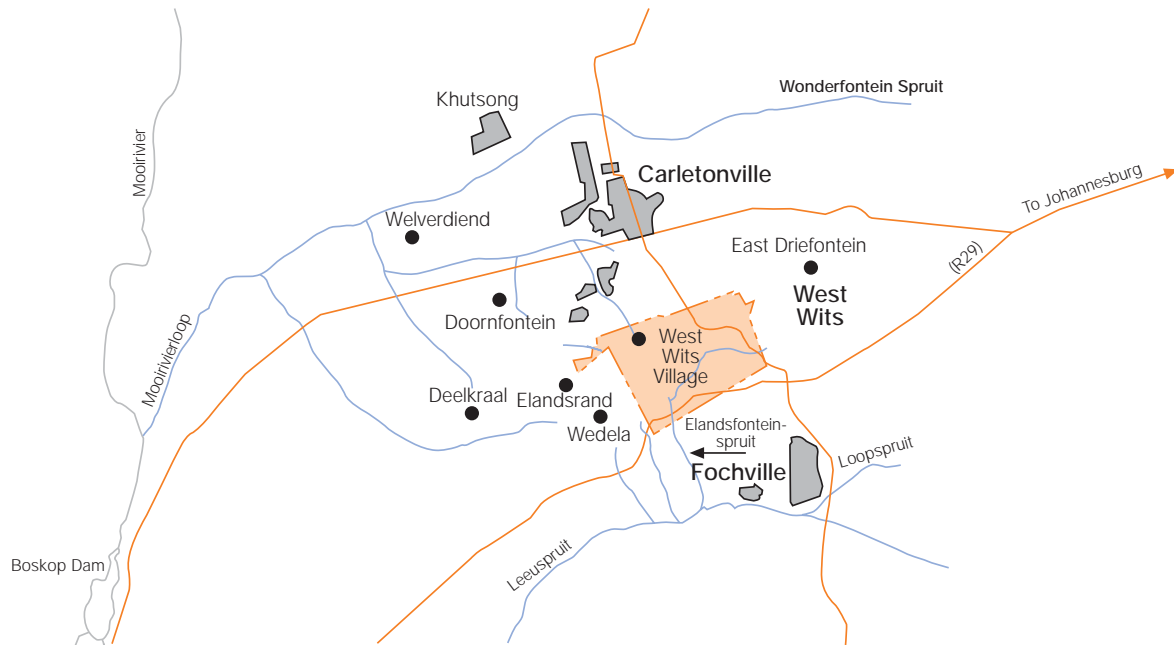 Wonderfontein Spruit
Khutsong
Mooirivier
Carletonville
To Johannesburg
Welverdiend
East Driefontein
(R29)
West
Wits
Doornfontein
West
Wits
Village
Mooirivierloop
Deelkraal
Elandsrand
Wedela
Elandsfontein-
spruit
Loopspruit
Fochville
Boskop Dam
Leeuspruit